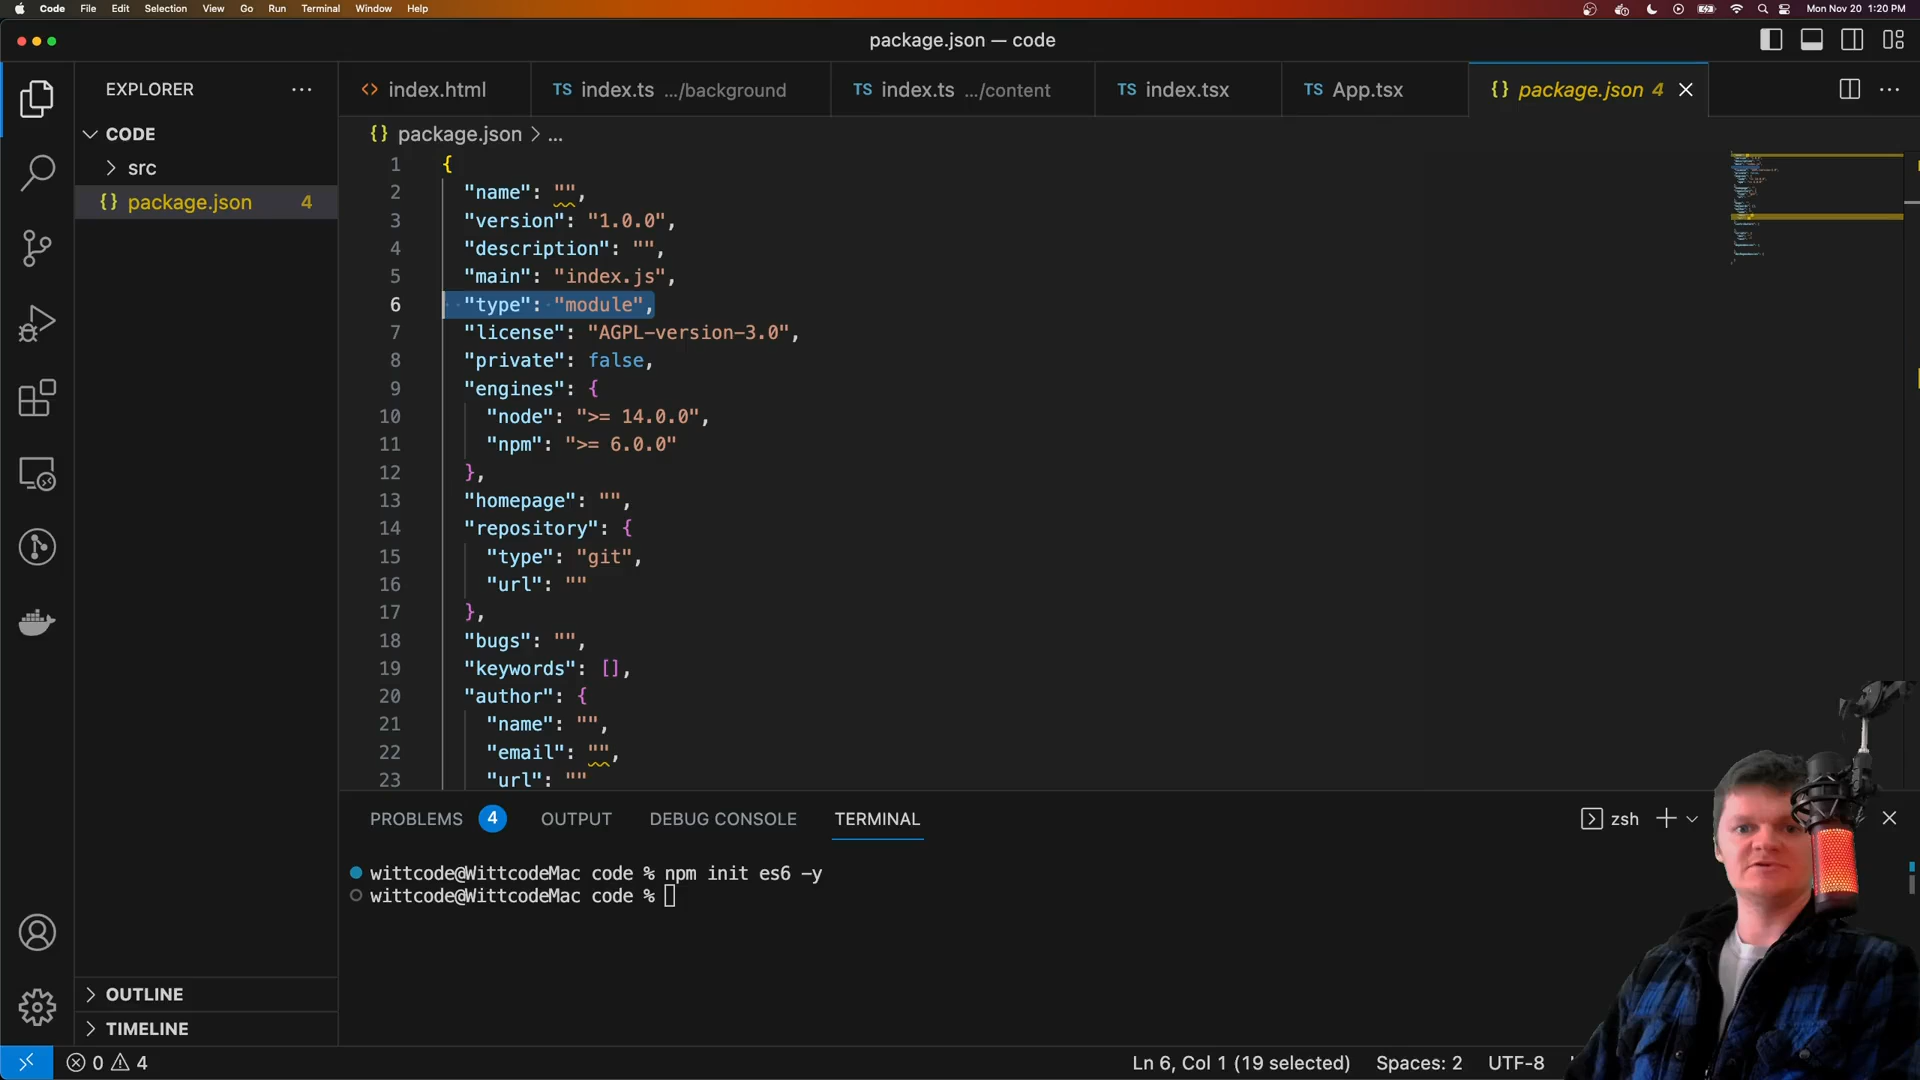 Code File Edit Selection View Go Run Terminal Window Help Mon Nov 20 1:20 PM
package.json — code
EXPLORER
index.html
TS index.ts .../background
TS index.ts .../content
TS index.tsx
TS App.tsx
{} package.json 4
CODE
src
{} package.json 4
{} package.json > ...
1 {
2 "name": "",
3 "version": "1.0.0",
4 "description": "",
5 "main": "index.js",
6 "type": "module",
7 "license": "AGPL-version-3.0",
8 "private": false,
9 "engines": {
10 "node": ">= 14.0.0",
11 "npm": ">= 6.0.0"
12 },
13 "homepage": "",
14 "repository": {
15 "type": "git",
16 "url": ""
17 },
18 "bugs": "",
19 "keywords": [],
20 "author": {
21 "name": "",
22 "email": "",
23 "url": ""
PROBLEMS 4 OUTPUT DEBUG CONSOLE TERMINAL
zsh
wittcode@WittcodeMac code % npm init es6 -y
wittcode@WittcodeMac code %
OUTLINE
TIMELINE
0 4
Ln 6, Col 1 (19 selected) Spaces: 2 UTF-8